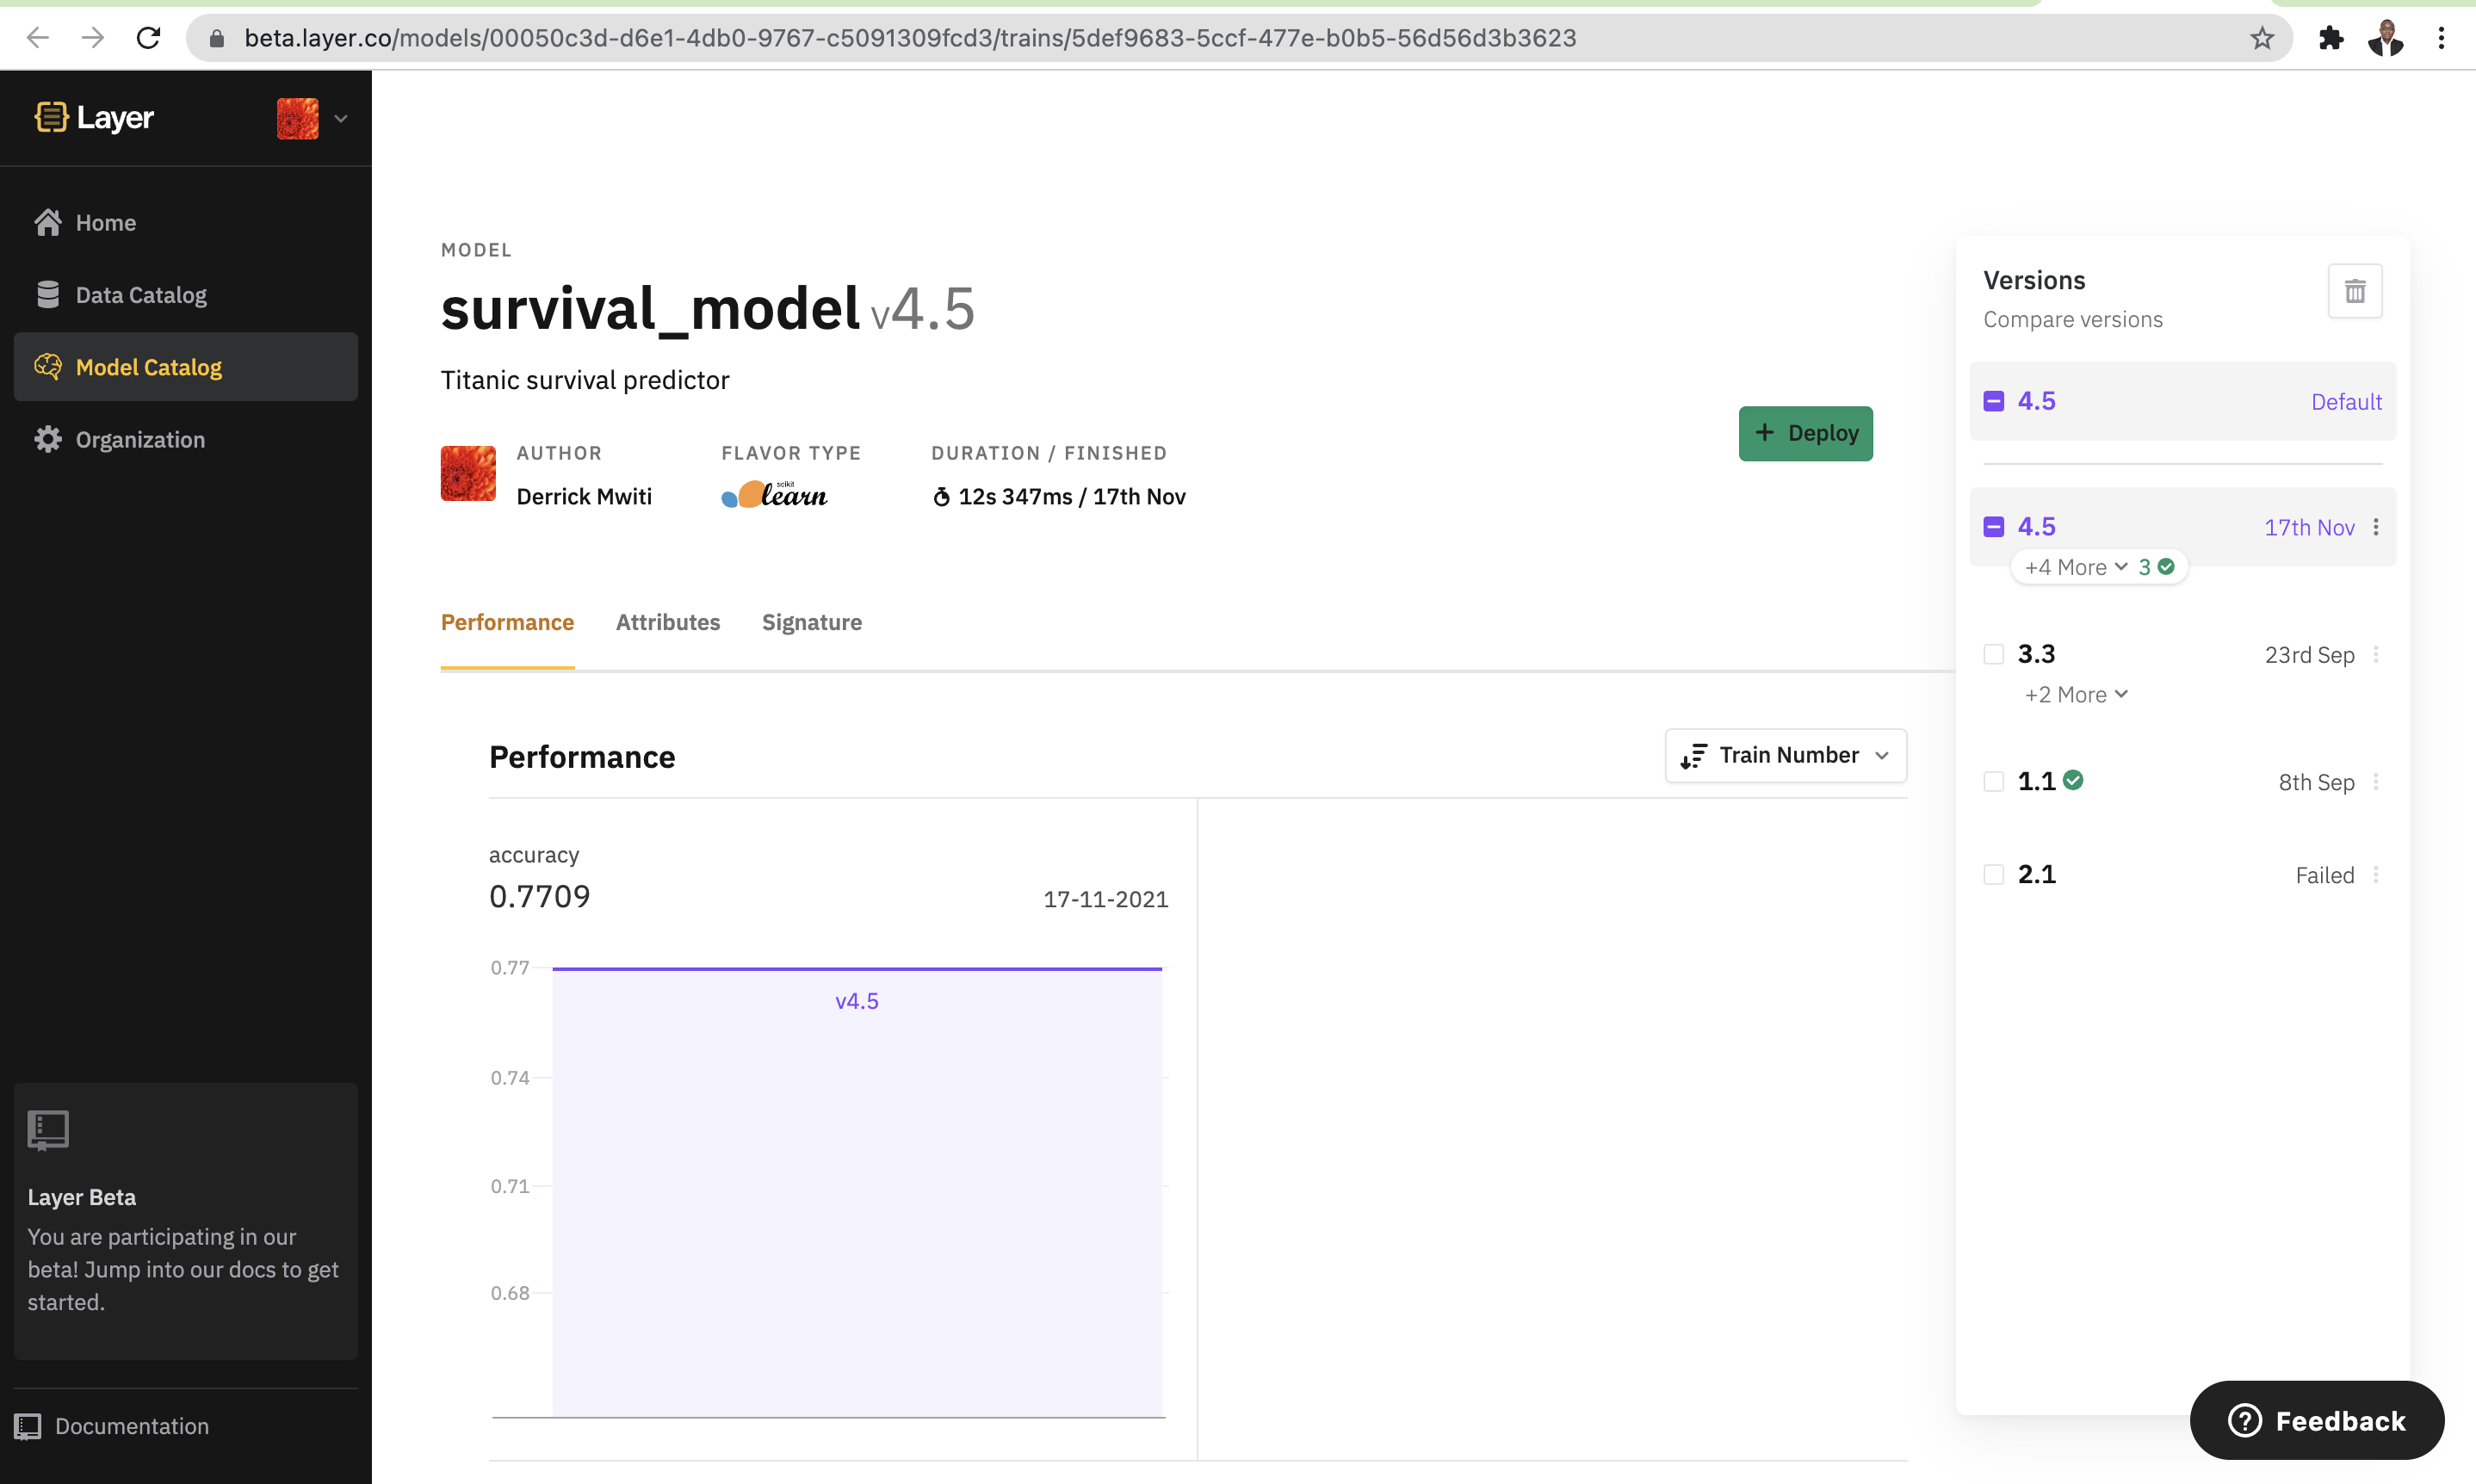 beta.layer.co/models/00050c3d-d6e1-4db0-9767-c5091309fcd3/trains/5def9683-5ccf-477e-b0b5-56d56d3b3623
Layer
Home
Data Catalog
Model Catalog
Organization
Layer Beta
You are participating in our
beta! Jump into our docs to get
started.
Documentation
MODEL
survival_model v4.5
Titanic survival predictor
AUTHOR
Derrick Mwiti
FLAVOR TYPE
scikit
learn
DURATION / FINISHED
12s 347ms / 17th Nov
+ Deploy
Performance
Attributes
Signature
Performance
Train Number
accuracy
0.7709
17-11-2021
0.77
v4.5
0.74
0.71
0.68
Versions
Compare versions
4.5 Default
4.5 17th Nov
+4 More 3
3.3 23rd Sep
+2 More
1.1 8th Sep
2.1 Failed
? Feedback